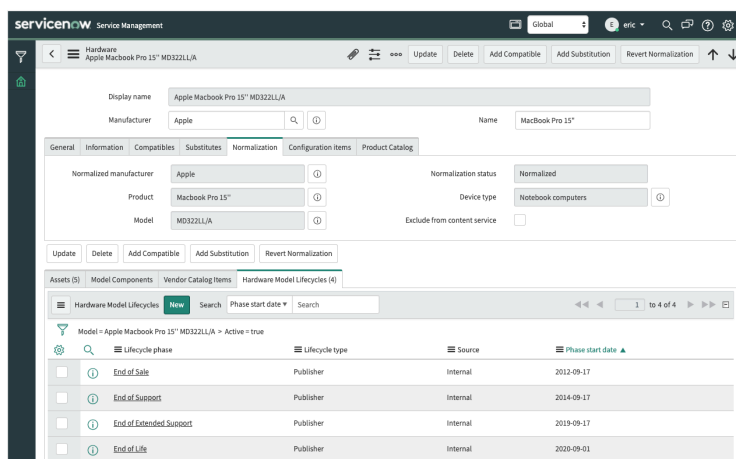 servicenow Service Management
Global
E eric
Hardware
Apple Macbook Pro 15'' MD322LL/A
Update Delete Add Compatible Add Substitution Revert Normalization
Display name Apple Macbook Pro 15'' MD322LL/A
Manufacturer Apple Name MacBook Pro 15"
General Information Compatibles Substitutes Normalization Configuration items Product Catalog
Normalized manufacturer Apple Normalization status Normalized
Product Macbook Pro 15'' Device type Notebook computers
Model MD322LL/A Exclude from content service
Update Delete Add Compatible Add Substitution Revert Normalization
Assets (5) Model Components Vendor Catalog Items Hardware Model Lifecycles (4)
Hardware Model Lifecycles New Search Phase start date Search 1 to 4 of 4
Model = Apple Macbook Pro 15'' MD322LL/A > Active = true
Lifecycle phase Lifecycle type Source Phase start date
End of Sale Publisher Internal 2012-09-17
End of Support Publisher Internal 2014-09-17
End of Extended Support Publisher Internal 2019-09-17
End of Life Publisher Internal 2020-09-01